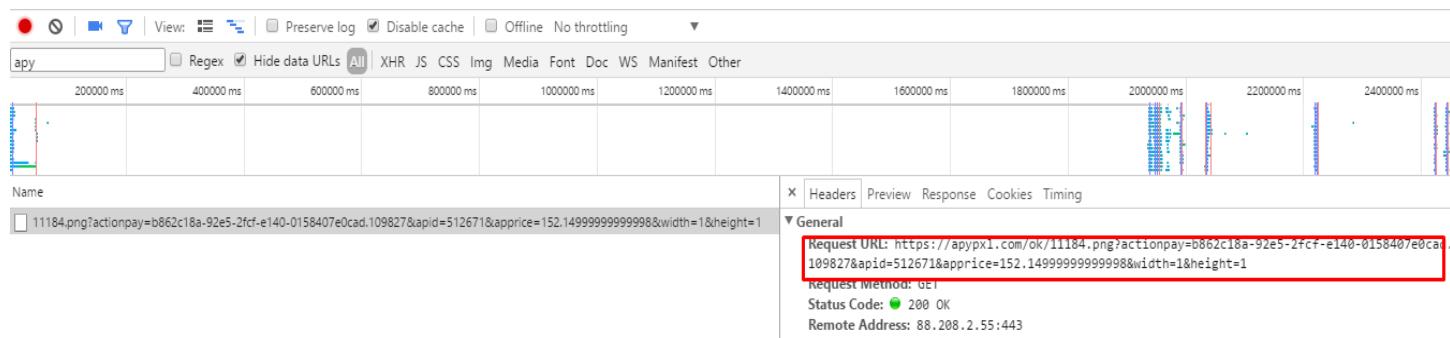 View: Preserve log Disable cache Offline No throttling ▼
apy Regex Hide data URLs All XHR JS CSS Img Media Font Doc WS Manifest Other
200000 ms 400000 ms 600000 ms 800000 ms 1000000 ms 1200000 ms 1400000 ms 1600000 ms 1800000 ms 2000000 ms 2200000 ms 2400000 ms
Name
11184.png?actionpay=b862c18a-92e5-2fcf-e140-0158407e0cad.109827&apid=512671&apprice=152.14999999999998&width=1&height=1
× Headers Preview Response Cookies Timing
▼ General
Request URL: https://apypxl.com/ok/11184.png?actionpay=b862c18a-92e5-2fcf-e140-0158407e0cad.
109827&apid=512671&apprice=152.14999999999998&width=1&height=1
Request Method: GET
Status Code: 200 OK
Remote Address: 88.208.2.55:443